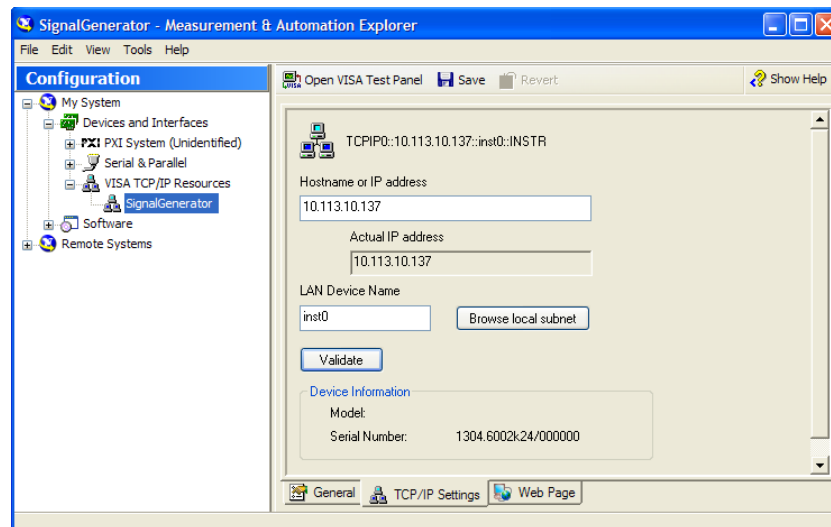 SignalGenerator - Measurement & Automation Explorer
File Edit View Tools Help
Configuration
My System
Devices and Interfaces
PXI PXI System (Unidentified)
Serial & Parallel
VISA TCP/IP Resources
SignalGenerator
Software
Remote Systems
VISA Open VISA Test Panel Save Revert Show Help
TCPIP0::10.113.10.137::inst0::INSTR
Hostname or IP address
10.113.10.137
Actual IP address
10.113.10.137
LAN Device Name
inst0 Browse local subnet
Validate
Device Information
Model:
Serial Number: 1304.6002k24/000000
General TCP/IP Settings Web Page